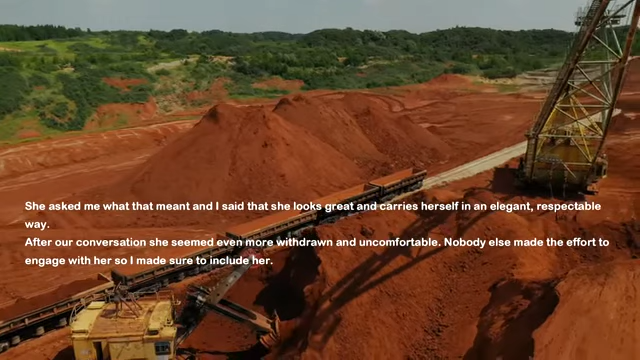 She asked me what that meant and I said that she looks great and carries herself in an elegant, respectable
way.
After our conversation she seemed even more withdrawn and uncomfortable. Nobody else made the effort to
engage with her so I made sure to include her.